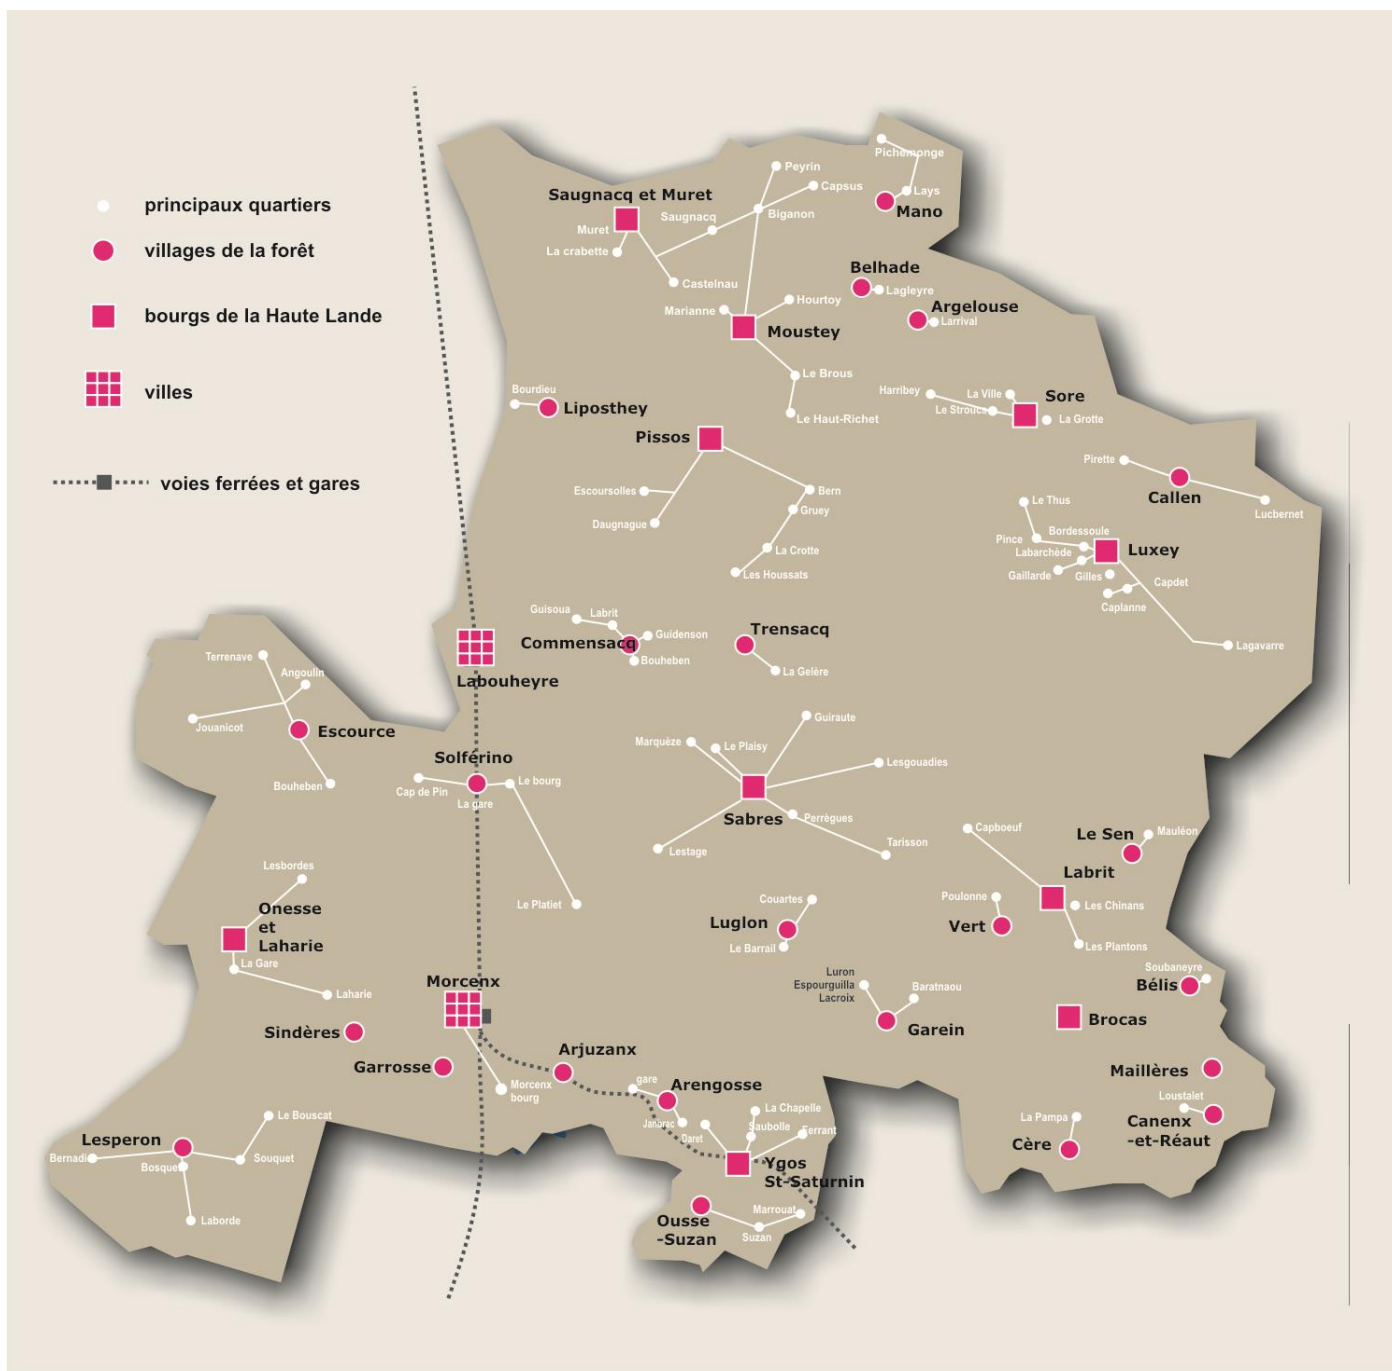 principaux quartiers
villages de la forêt
bourgs de la Haute Lande
villes
voies ferrées et gares
Pichemonge
Peyrin
Capsus
Lays
Saugnacq et Muret
Mano
Saugnacq
Biganon
Muret
La crabette
Belhade
Castelnau
Lagleyre
Hourtoy
Argelouse
Marianne
Larrival
Moustey
Le Brous
Bourdieu
Harribey
La Ville
Sore
Liposthey
Le Stroucs
La Grotte
Le Haut-Richet
Pissos
Pirette
Escoursolles
Bern
Callen
Le Thus
Gruey
Lucbernet
Daugnague
Bordessoule
Pince
La Crotte
Labarchède
Luxey
Les Houssats
Gaillarde
Gilles
Capdet
Caplanne
Guisoua
Labrit
Trensacq
Guidenson
Commensacq
Lagavarre
Terrenave
Bouheben
Angoulin
La Gelère
Labouheyre
Guiraute
Jouanicot
Escource
Marquèze
Le Plaisy
Solférino
Lesgouadies
Le bourg
Bouheben
Cap de Pin
La gare
Sabres
Perrègues
Capboeuf
Mauléon
Le Sen
Tarisson
Lestage
Lesbordes
Labrit
Poulonne
Couartes
Le Platiet
Les Chinans
Onesse
et
Laharie
Luglon
Vert
Le Barrail
Les Plantons
La Gare
Soubaneyre
Luron
Espourguilla
Lacroix
Morcenx
Bélis
Baratnaou
Laharie
Brocas
Garein
Sindères
Arjuzanx
Garrosse
Maillères
gare
Arengosse
Morcenx
bourg
Loustalet
La Chapelle
Le Bouscat
La Pampa
Canenx
-et-Réaut
Janbrac
Saubolle
Ferrant
Daret
Lesperon
Cère
Bernadi
Bosque
Souquet
Ygos
St-Saturnin
Marrouat
Laborde
Ousse
-Suzan
Suzan